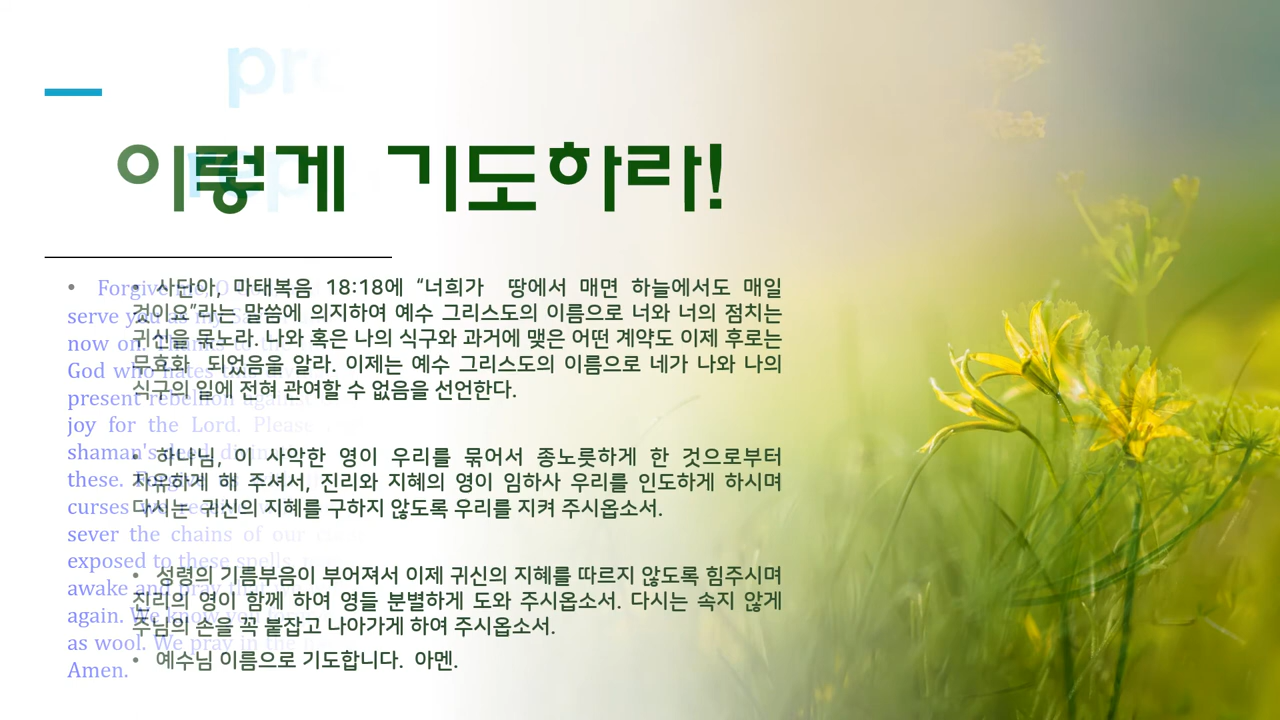 이렇게 기도하라!
• 사단아, 마태복음 18:18에 “너희가 땅에서 매면 하늘에서도 매일
것이요”라는 말씀에 의지하여 예수 그리스도의 이름으로 너와 너의 점치는
귀신을 묶노라. 나와 혹은 나의 식구와 과거에 맺은 어떤 계약도 이제 후로는
무효화 되었음을 알라. 이제는 예수 그리스도의 이름으로 네가 나와 나의
식구의 일에 전혀 관여할 수 없음을 선언한다.
• 하나님, 이 사악한 영이 우리를 묶어서 종노릇하게 한 것으로부터
자유하게 해 주셔서, 진리와 지혜의 영이 임하사 우리를 인도하게 하시며
다시는 귀신의 지혜를 구하지 않도록 우리를 지켜 주시옵소서.
• 성령의 기름부음이 부어져서 이제 귀신의 지혜를 따르지 않도록 힘주시며
진리의 영이 함께 하여 영들 분별하게 도와 주시옵소서. 다시는 속지 않게
주님의 손을 꼭 붙잡고 나아가게 하여 주시옵소서.
• 예수님 이름으로 기도합니다. 아멘.
serve you as my
now on.
God who hates
present rebellion against
joy for the Lord. Please
shaman's
these.
curses
sever the chains of our
exposed to these spells,
awake and pray
again. We know
as wool. We pray in the
Amen.